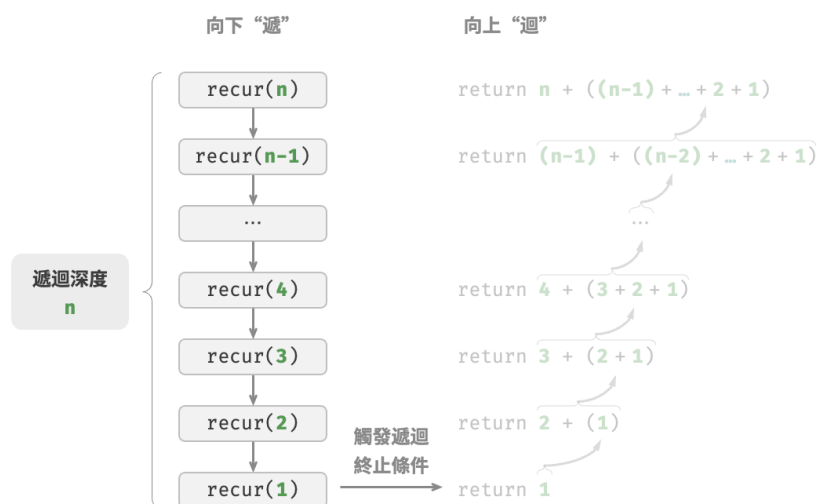 向下“遞”
向上“迴”
recur(n)
return n + ((n-1) + … + 2 + 1)
recur(n-1)
return (n-1) + ((n-2) + … + 2 + 1)
…
…
遞迴深度
n
recur(4)
return 4 + (3 + 2 + 1)
recur(3)
return 3 + (2 + 1)
recur(2)
return 2 + (1)
觸發遞迴
終止條件
recur(1)
return 1